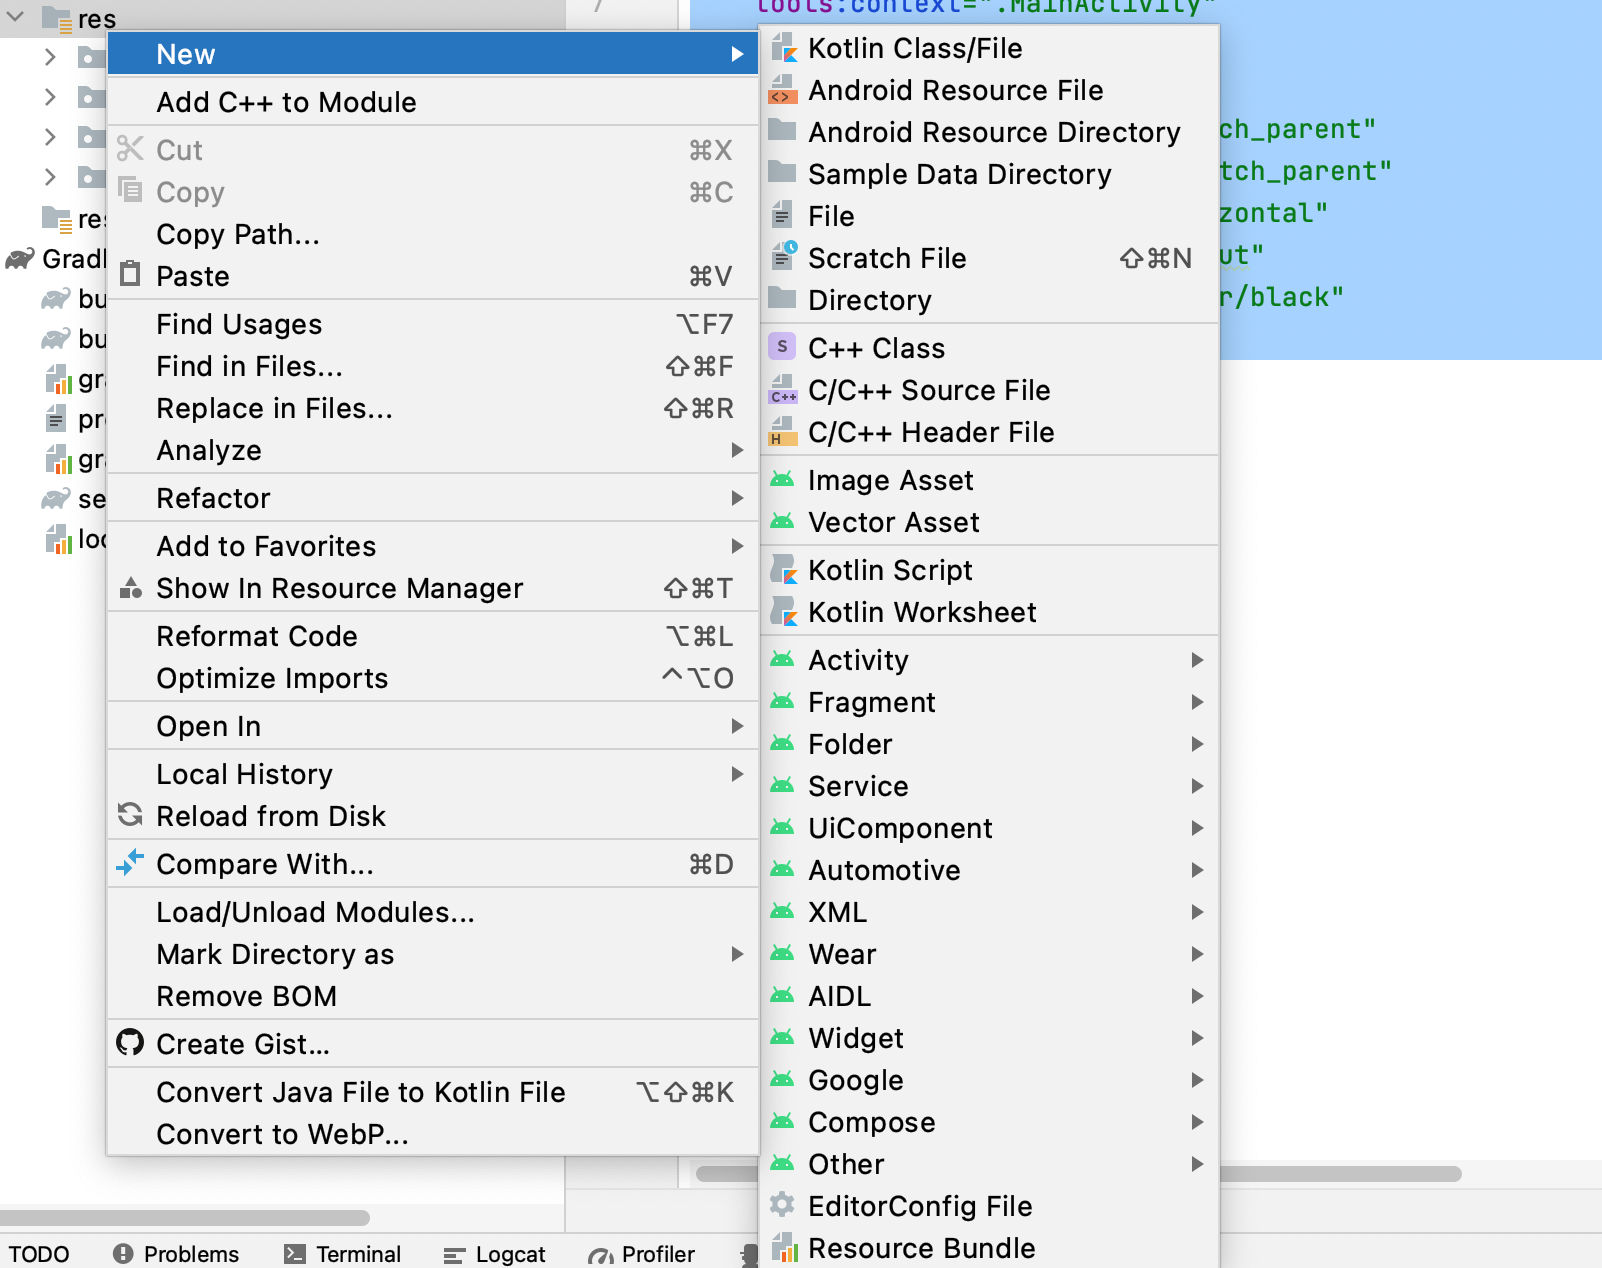 res
res
Gradl
bu
bu
gra
pro
gra
se
loc
New
Add C++ to Module
Cut ⌘X
Copy ⌘C
Copy Path...
Paste ⌘V
Find Usages ⌥F7
Find in Files... ⇧⌘F
Replace in Files... ⇧⌘R
Analyze
Refactor
Add to Favorites
Show In Resource Manager ⇧⌘T
Reformat Code ⌥⌘L
Optimize Imports ^⌥O
Open In
Local History
Reload from Disk
Compare With... ⌘D
Load/Unload Modules...
Mark Directory as
Remove BOM
Create Gist...
Convert Java File to Kotlin File ⌥⇧⌘K
Convert to WebP...
7
tools:context=".MainActivity"
Kotlin Class/File
Android Resource File
Android Resource Directory
Sample Data Directory
File
Scratch File ⇧⌘N
Directory
S C++ Class
C++ C/C++ Source File
H C/C++ Header File
Image Asset
Vector Asset
Kotlin Script
Kotlin Worksheet
Activity
Fragment
Folder
Service
UiComponent
Automotive
XML
Wear
AIDL
Widget
Google
Compose
Other
EditorConfig File
Resource Bundle
ch_parent"
tch_parent"
zontal"
ut"
r/black"
TODO
Problems
Terminal
Logcat
Profiler